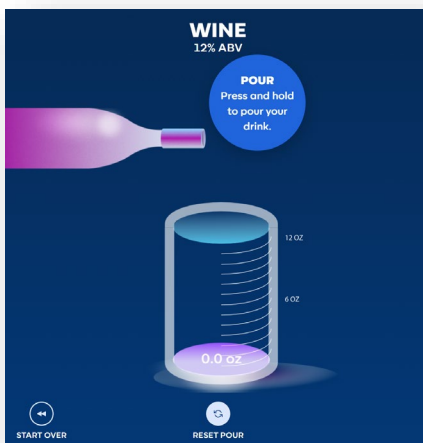 WINE
12% ABV
POUR
Press and hold
to pour your
drink.
12 OZ
6 OZ
0.0 oz
START OVER
RESET POUR